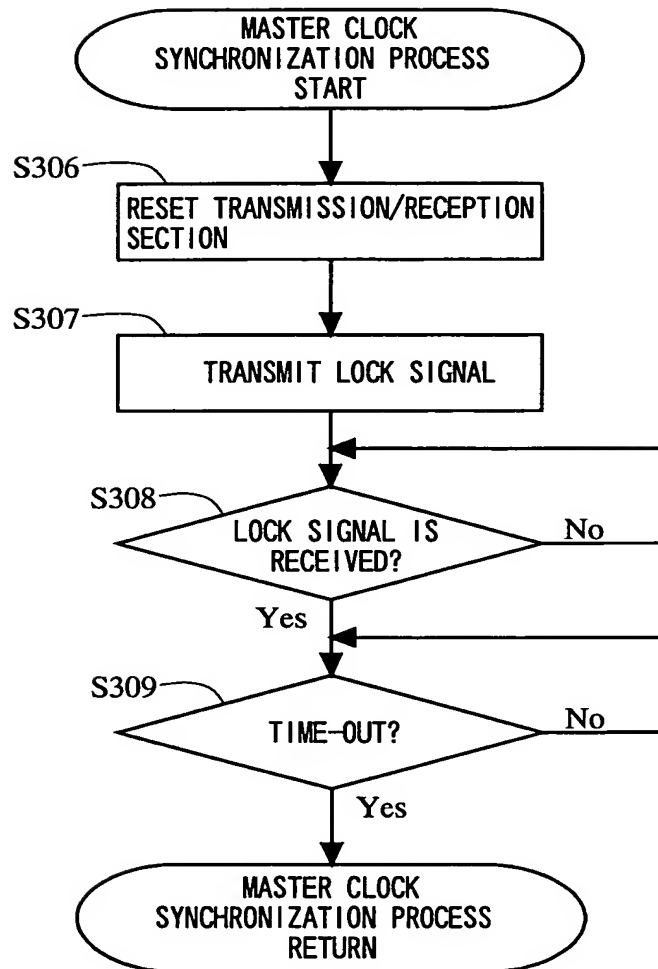 MASTER CLOCK
SYNCHRONIZATION PROCESS
START
S306
RESET TRANSMISSION/RECEPTION
SECTION
S307
TRANSMIT LOCK SIGNAL
S308
LOCK SIGNAL IS
RECEIVED?
No
Yes
S309
TIME-OUT?
No
Yes
MASTER CLOCK
SYNCHRONIZATION PROCESS
RETURN